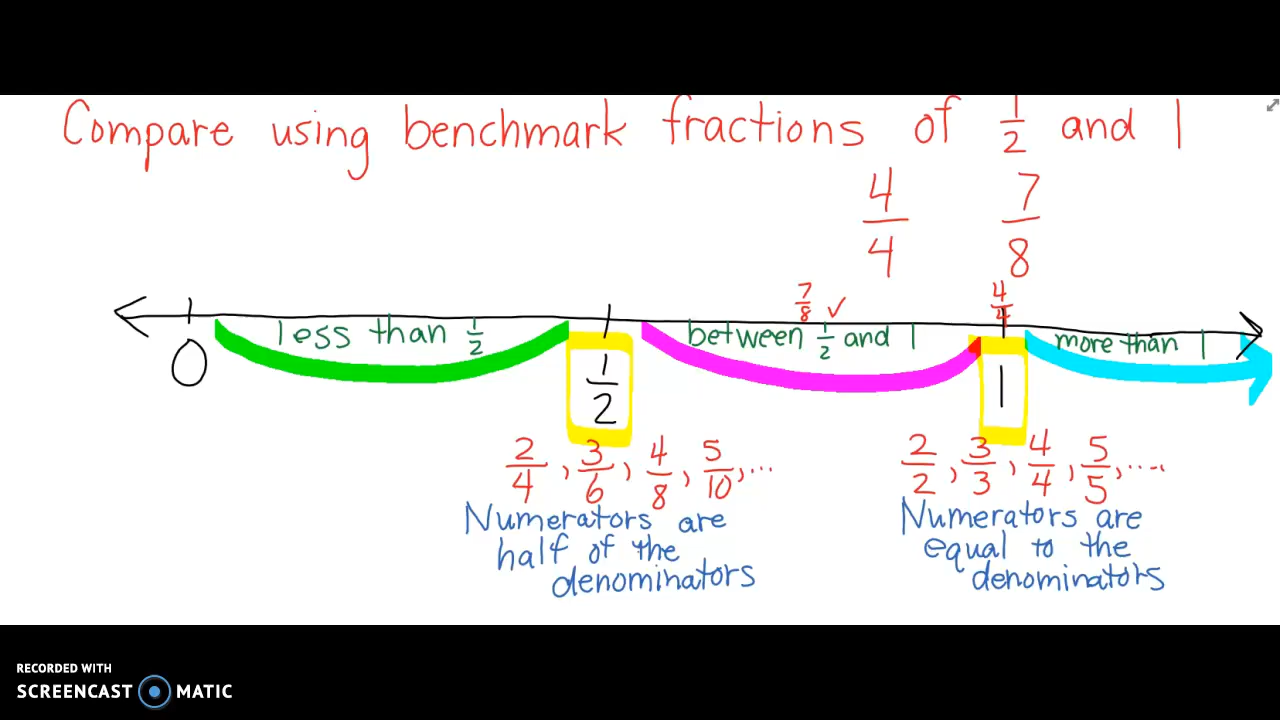 Compare using benchmark fractions of 1/2 and 1
4/4 7/8
7/8 ✓ 4/4
less than 1/2 between 1/2 and 1 more than 1
0 1/2 1
2/4, 3/6, 4/8, 5/10, ... 2/2, 3/3, 4/4, 5/5, ....
Numerators are
half of the
denominators
Numerators are
equal to the
denominators
RECORDED WITH
SCREENCAST MATIC